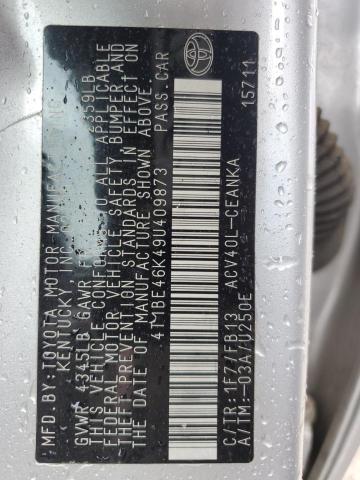 MFD.BY: TOYOTA MOTOR MANUFA
KENTUCKY, INC.
GVWR 4345LB GAWR 2359LB
THIS VEHICLE CONFORMS TO ALL APPLICABLE
FEDERAL MOTOR VEHICLE SAFETY BUMPER, AND
THEFT PREVENTION STANDARDS IN EFFECT ON
THE DATE OF MANUFACTURE SHOWN ABOVE.
4T1BE46K49U409873 PASS.CAR
C/TR:1F7/FB13 ACV40L-CEANKA
A/TM:-03A/U250E 15711